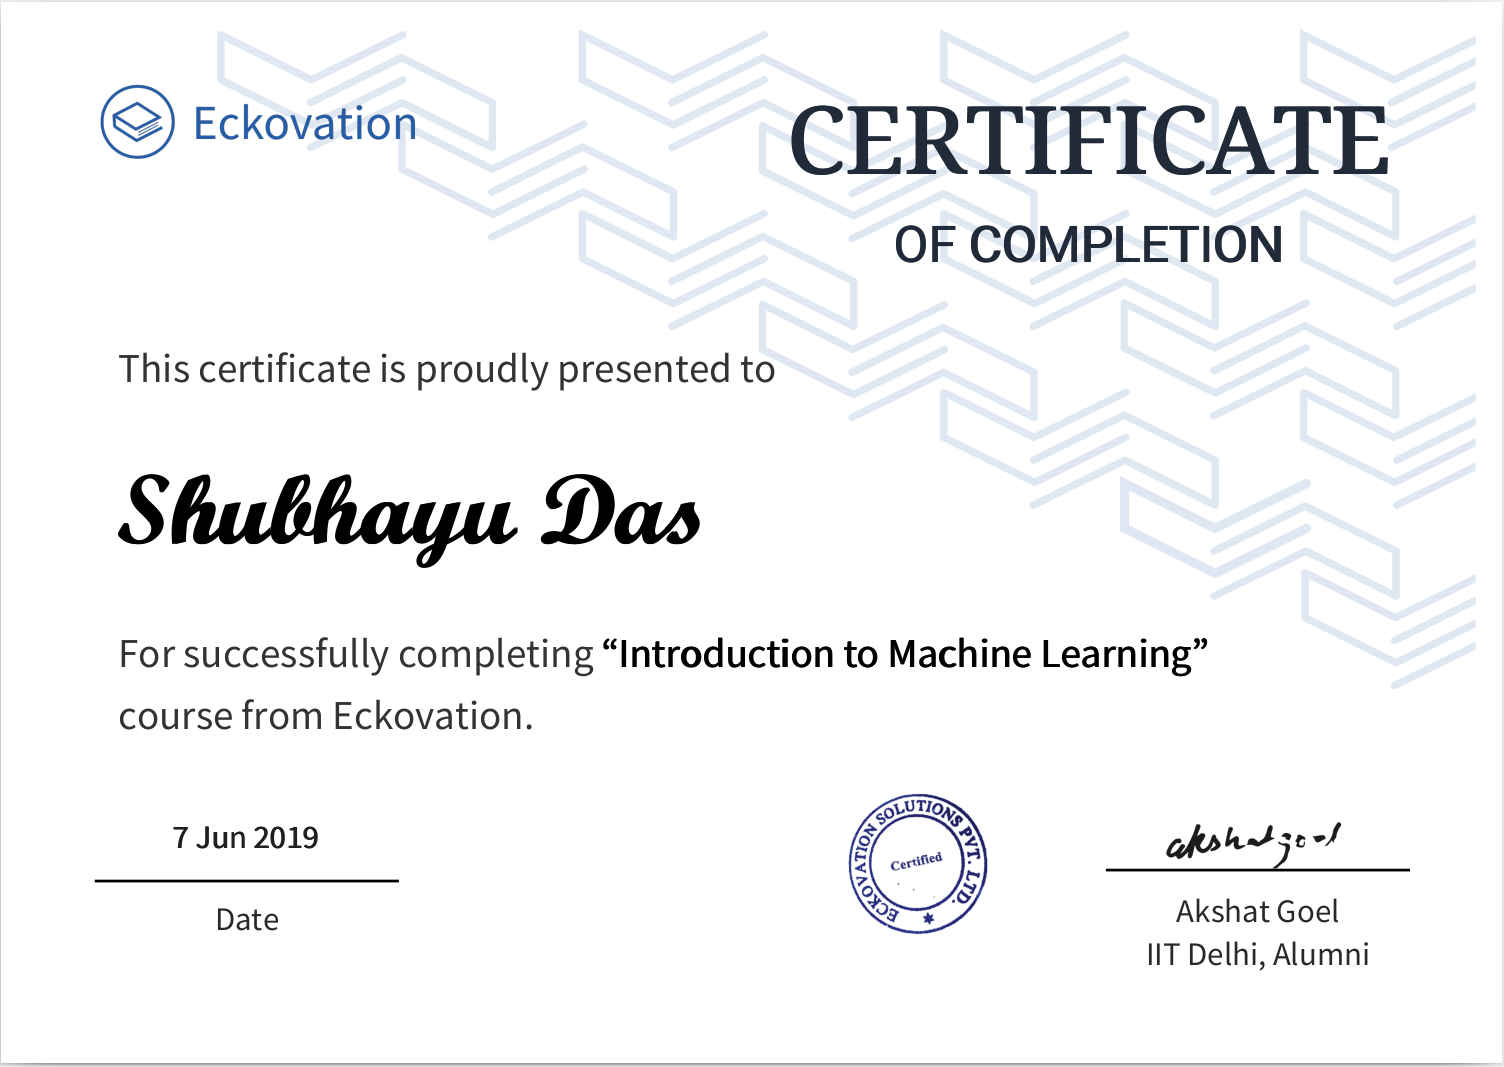 Eckovation
CERTIFICATE
OF COMPLETION
This certificate is proudly presented to
Shubhayu Das
For successfully completing “Introduction to Machine Learning”
course from Eckovation.
7 Jun 2019
Date
ECKOVATION SOLUTIONS PVT. LTD.
Certified
akshat goel
Akshat Goel
IIT Delhi, Alumni